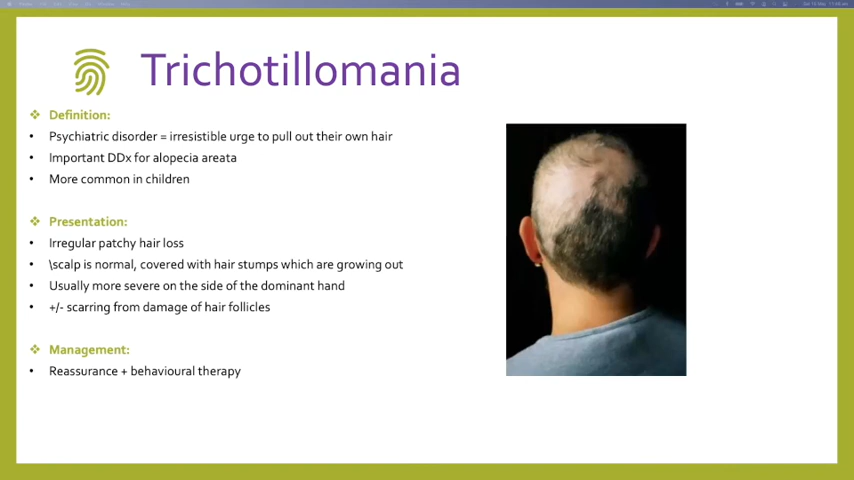 Trichotillomania
Definition:
Psychiatric disorder = irresistible urge to pull out their own hair
Important DDx for alopecia areata
More common in children
Presentation:
Irregular patchy hair loss
\scalp is normal, covered with hair stumps which are growing out
Usually more severe on the side of the dominant hand
+/- scarring from damage of hair follicles
Management:
Reassurance + behavioural therapy